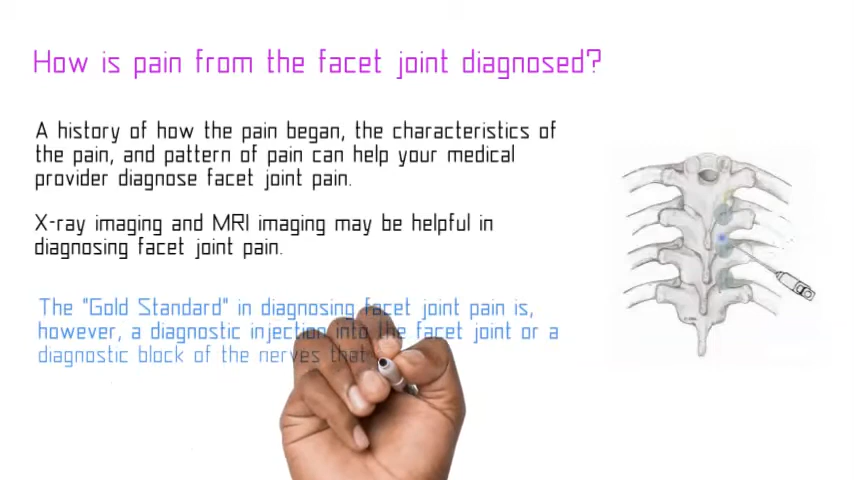 How is pain from the facet joint diagnosed?
A history of how the pain began, the characteristics of
the pain, and pattern of pain can help your medical
provider diagnose facet joint pain.
X-ray imaging and MRI imaging may be helpful in
diagnosing facet joint pain.
The "Gold Standard" in diagnosing facet joint pain is,
however, a diagnostic injection into the facet joint or a
diagnostic block of the nerves that